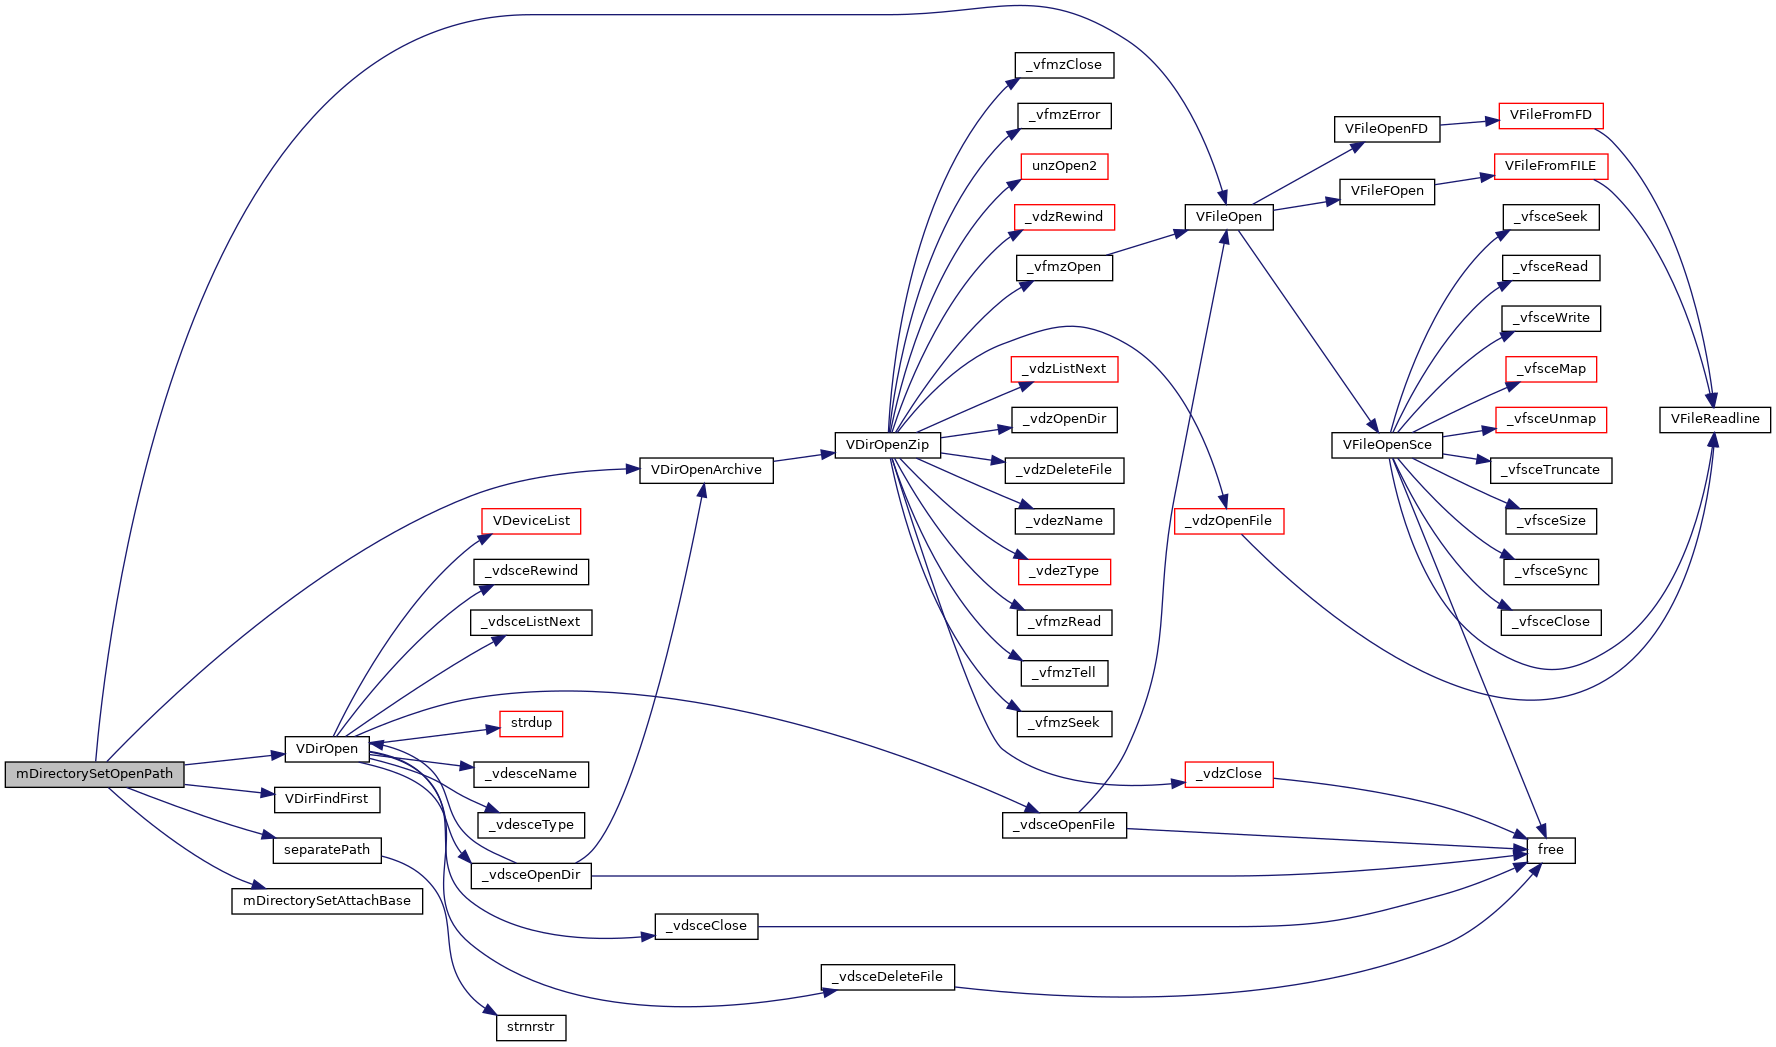 mDirectorySetOpenPath
VDirOpen
VDirFindFirst
separatePath
mDirectorySetAttachBase
VDeviceList
_vdsceRewind
_vdsceListNext
strdup
_vdesceName
_vdesceType
_vdsceOpenDir
strnrstr
VDirOpenArchive
_vdsceClose
VDirOpenZip
_vdsceDeleteFile
_vfmzClose
_vfmzError
unzOpen2
_vdzRewind
_vfmzOpen
_vdzListNext
_vdzOpenDir
_vdzDeleteFile
_vdezName
_vdezType
_vfmzRead
_vfmzTell
_vfmzSeek
_vdsceOpenFile
VFileOpen
_vdzOpenFile
_vdzClose
VFileOpenFD
VFileFOpen
VFileOpenSce
VFileFromFD
VFileFromFILE
_vfsceSeek
_vfsceRead
_vfsceWrite
_vfsceMap
_vfsceUnmap
_vfsceTruncate
_vfsceSize
_vfsceSync
_vfsceClose
free
VFileReadline